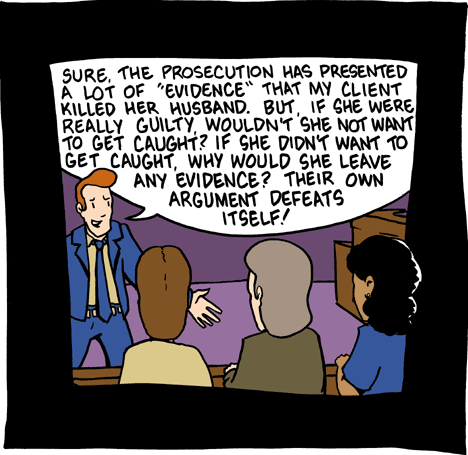 SURE, THE PROSECUTION HAS PRESENTED
A LOT OF "EVIDENCE" THAT MY CLIENT
KILLED HER HUSBAND. BUT, IF SHE WERE
REALLY GUILTY, WOULDN'T SHE NOT WANT
TO GET CAUGHT? IF SHE DIDN'T WANT TO
GET CAUGHT, WHY WOULD SHE LEAVE
ANY EVIDENCE? THEIR OWN
ARGUMENT DEFEATS
ITSELF!